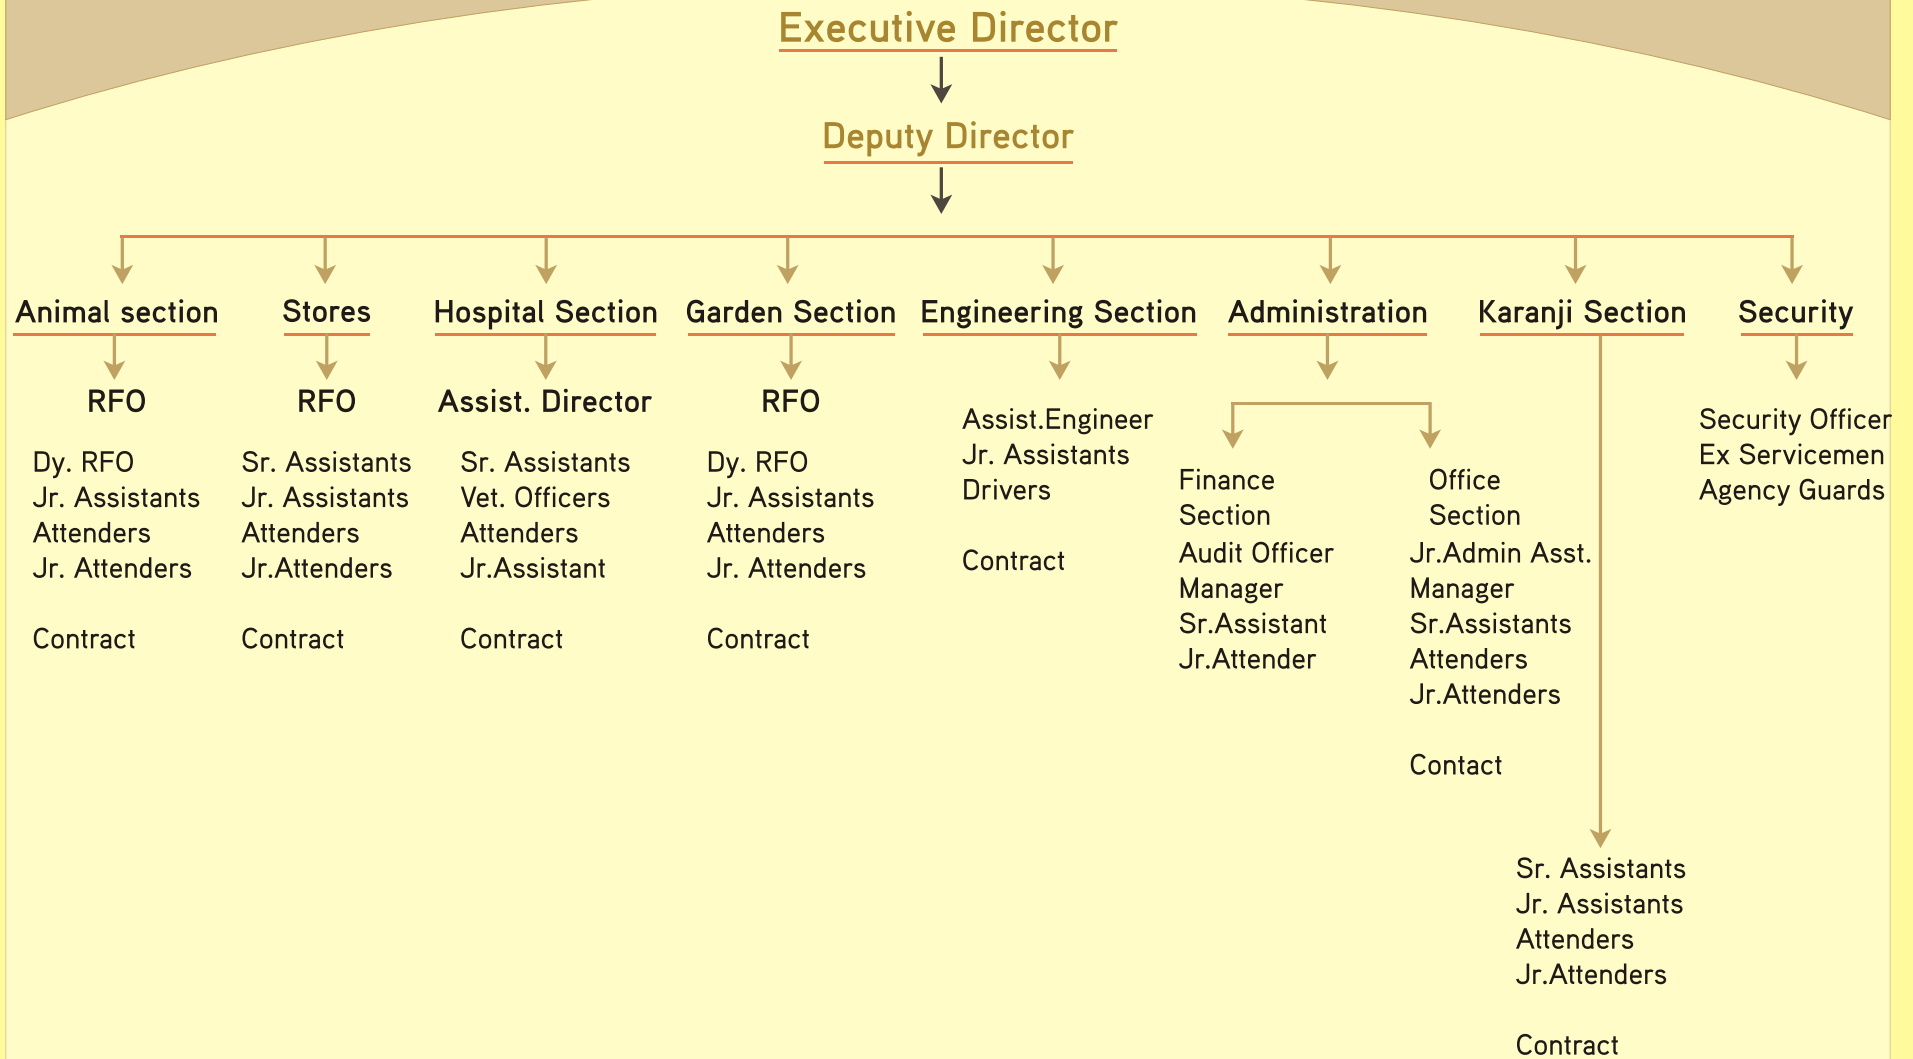 Executive Director
Deputy Director
Animal section
Stores
Hospital Section
Garden Section
Engineering Section
Administration
Karanji Section
Security
RFO
Dy. RFO
Jr. Assistants
Attenders
Jr. Attenders
Contract
RFO
Sr. Assistants
Jr. Assistants
Attenders
Jr.Attenders
Contract
Assist. Director
Sr. Assistants
Vet. Officers
Attenders
Jr.Assistant
Contract
RFO
Dy. RFO
Jr. Assistants
Attenders
Jr. Attenders
Contract
Assist.Engineer
Jr. Assistants
Drivers
Contract
Finance
Section
Audit Officer
Manager
Sr.Assistant
Jr.Attender
Office
Section
Jr.Admin Asst.
Manager
Sr.Assistants
Attenders
Jr.Attenders
Contact
Sr. Assistants
Jr. Assistants
Attenders
Jr.Attenders
Contract
Security Officer
Ex Servicemen
Agency Guards